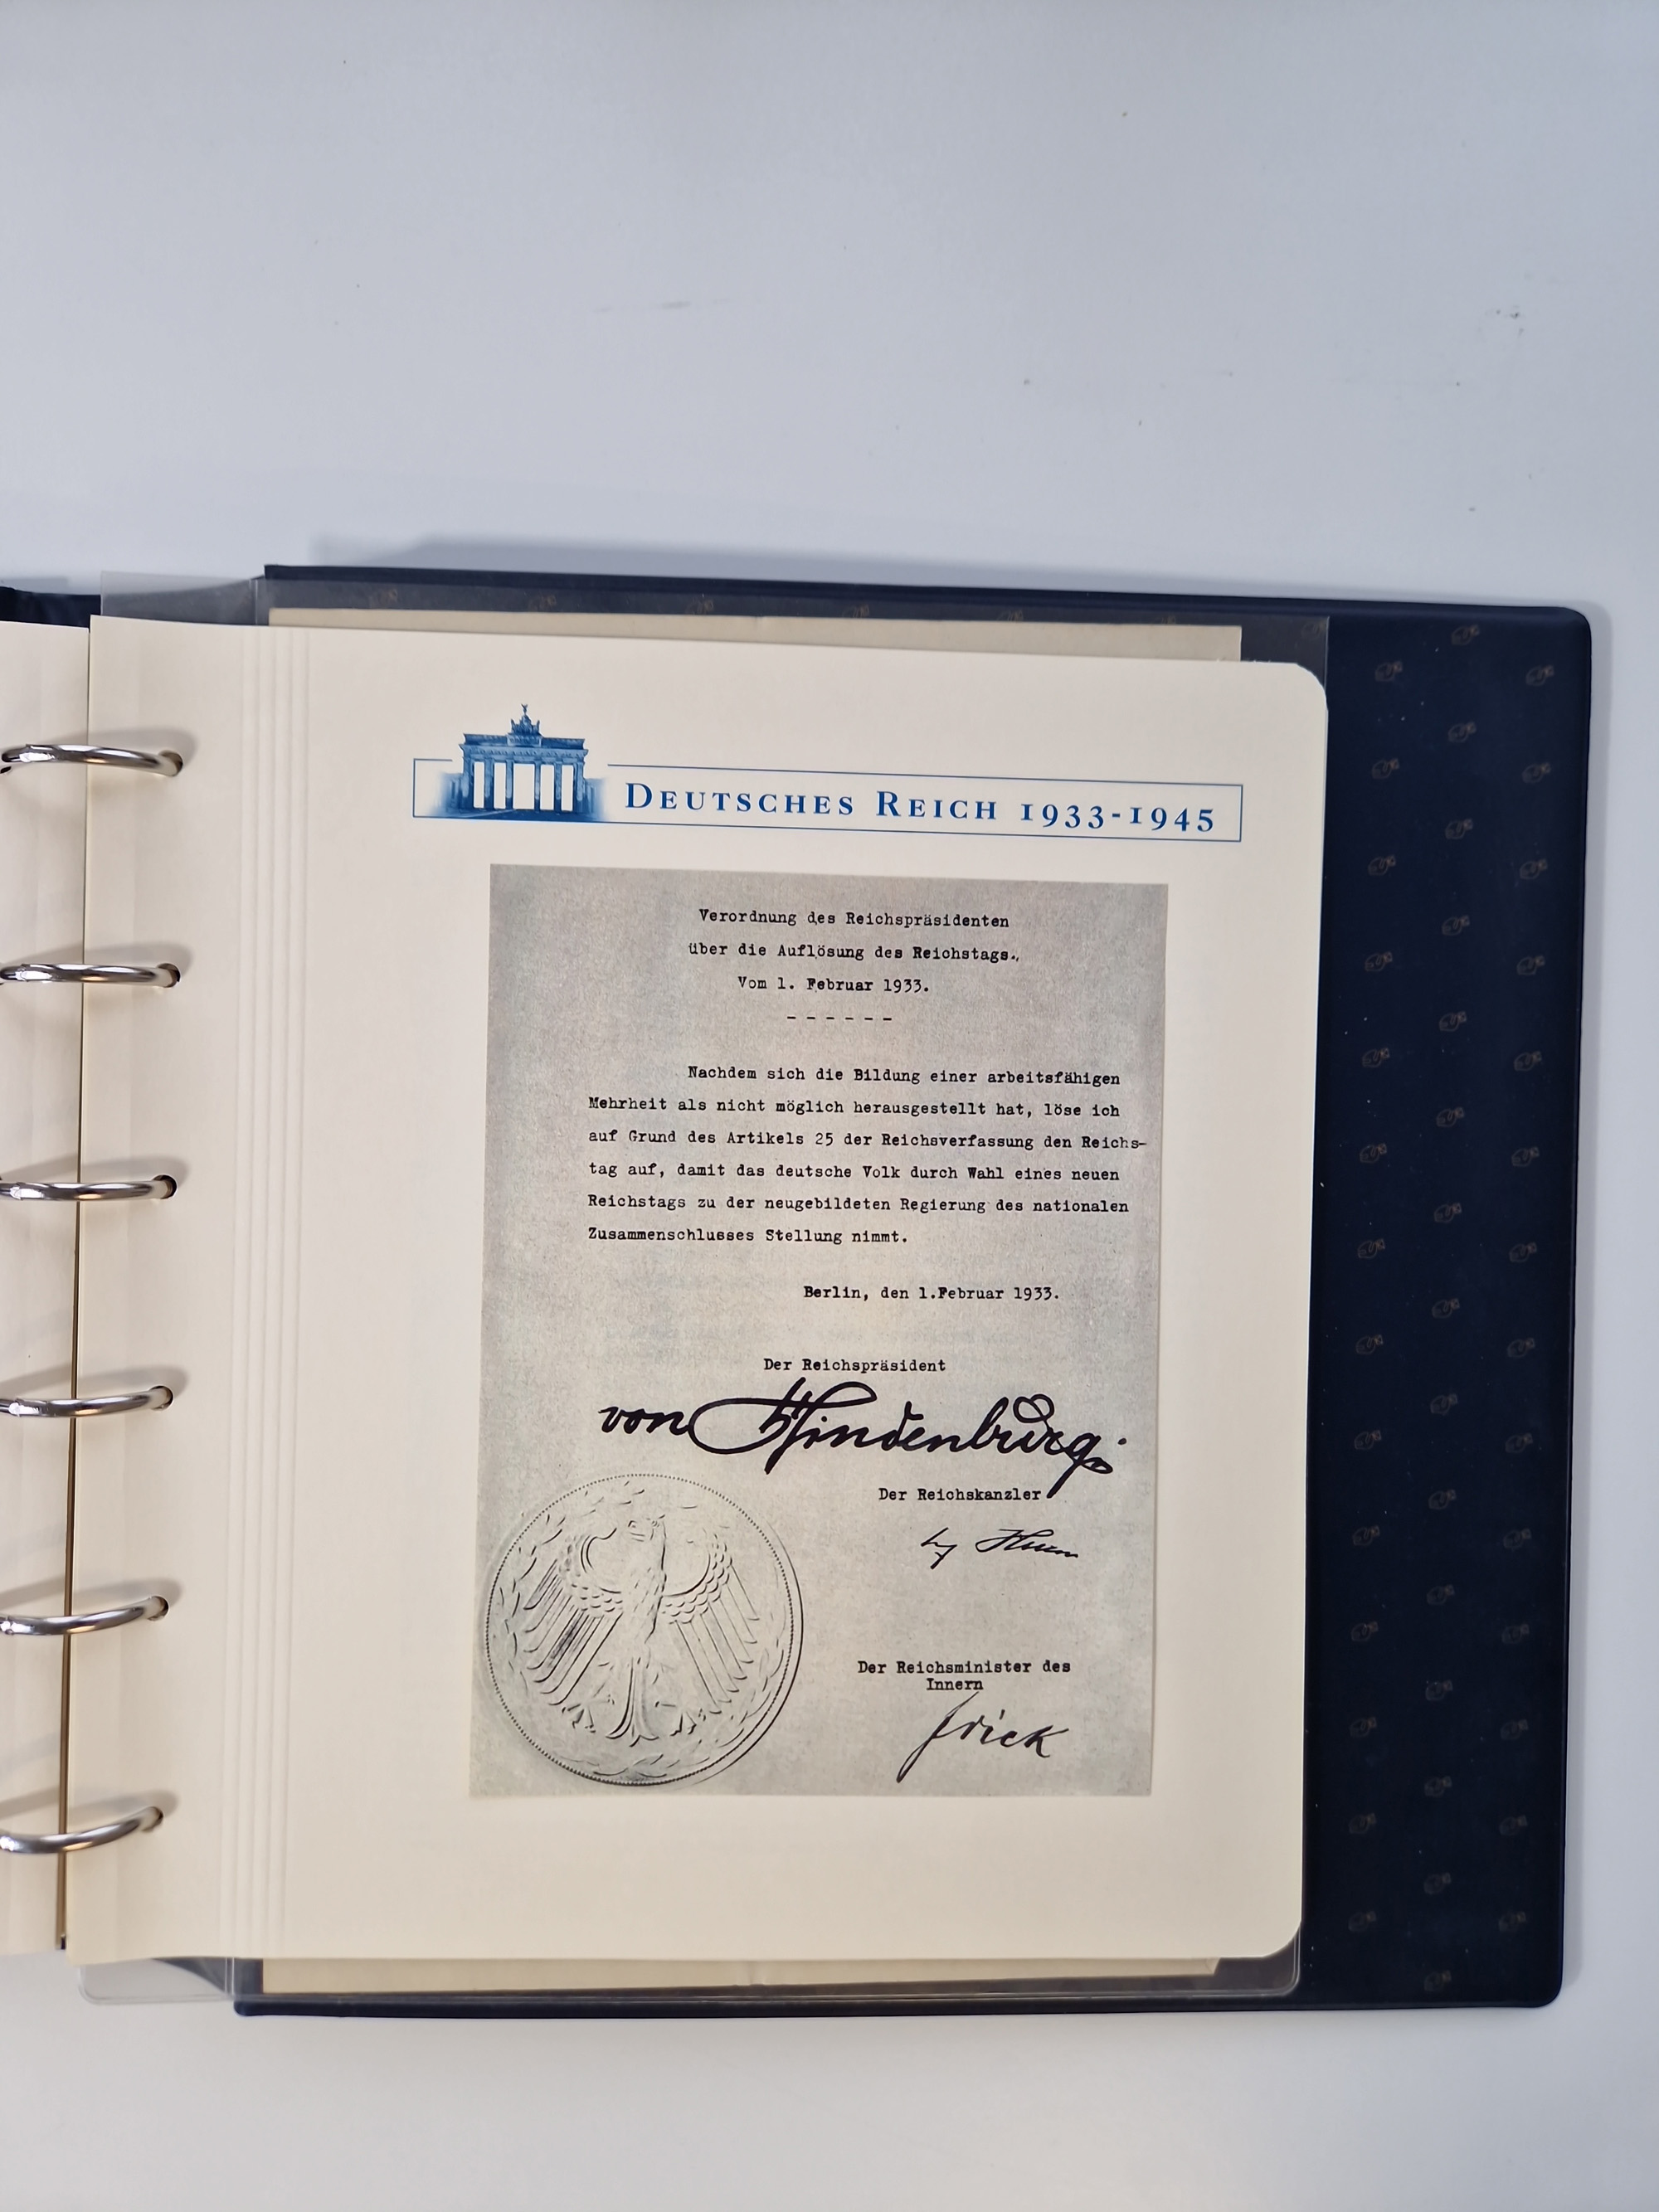 DEUTSCHES REICH 1933-1945
Verordnung des Reichspräsidenten
über die Auflösung des Reichstags.
Vom 1. Februar 1933.
- - - - - -
Nachdem sich die Bildung einer arbeitsfähigen
Mehrheit als nicht möglich herausgestellt hat, löse ich
auf Grund des Artikels 25 der Reichsverfassung den Reichs-
tag auf, damit das deutsche Volk durch Wahl eines neuen
Reichstags zu der neugebildeten Regierung des nationalen
Zusammenschlusses Stellung nimmt.
Berlin, den 1.Februar 1933.
Der Reichspräsident
von Hindenburg
Der Reichskanzler
Der Reichsminister des
Innern
Frick